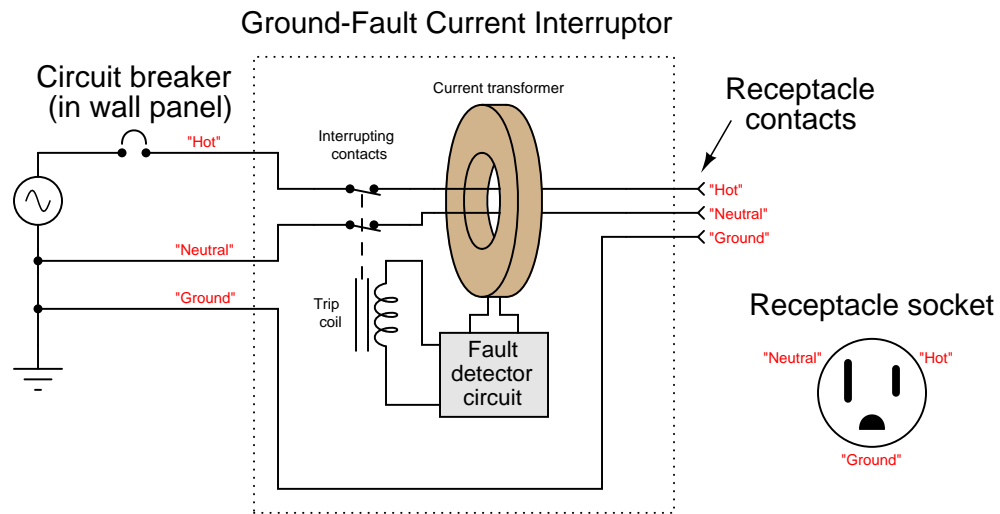 Ground-Fault Current Interruptor
Circuit breaker
(in wall panel)
"Hot"
Interrupting
contacts
Current transformer
Receptacle
contacts
"Hot"
"Neutral"
"Ground"
"Neutral"
"Ground"
Trip
coil
Fault
detector
circuit
Receptacle socket
"Neutral"
"Hot"
"Ground"